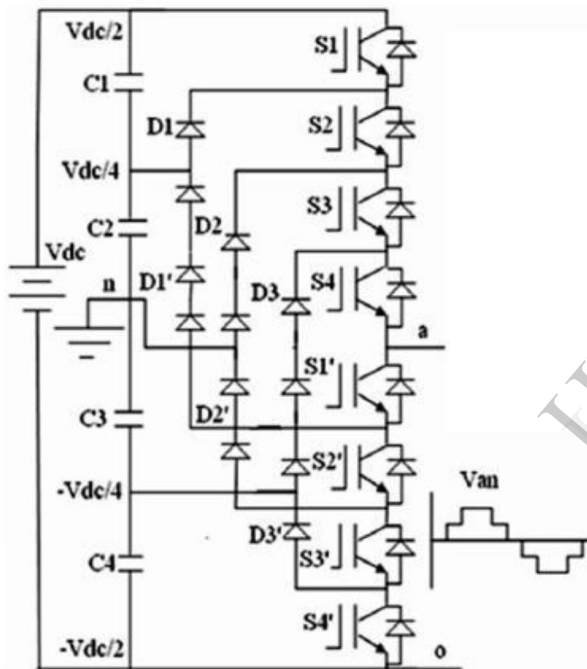 Vdc/2
S1
C1
D1
S2
Vdc/4
S3
C2
D2
Vdc
n
D1'
D3
S4
a
S1'
D2'
C3
S2'
Van
-Vdc/4
D3'
S3'
C4
S4'
-Vdc/2
o